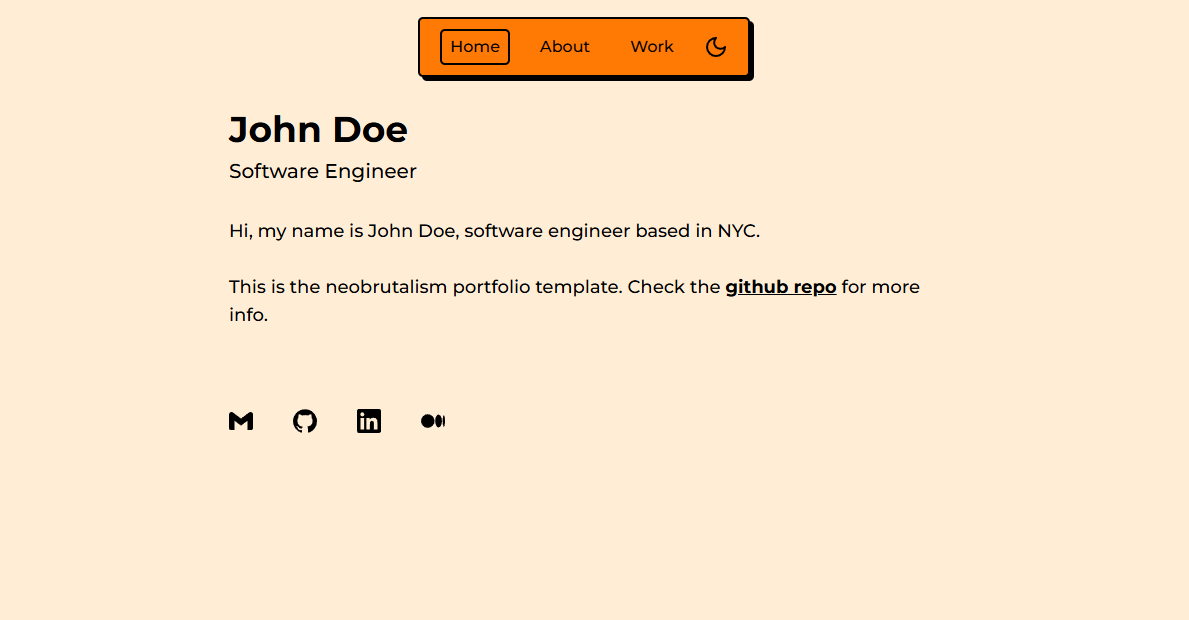 Home About Work
John Doe
Software Engineer
Hi, my name is John Doe, software engineer based in NYC.
This is the neobrutalism portfolio template. Check the github repo for more
info.
in